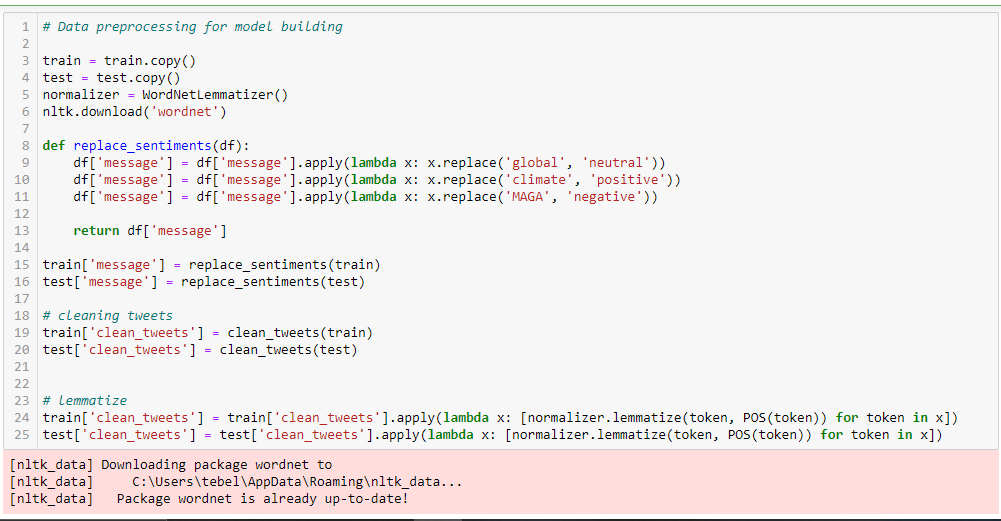 1 # Data preprocessing for model building
2
3 train = train.copy()
4 test = test.copy()
5 normalizer = WordNetLemmatizer()
6 nltk.download('wordnet')
7
8 def replace_sentiments(df):
9     df['message'] = df['message'].apply(lambda x: x.replace('global', 'neutral'))
10     df['message'] = df['message'].apply(lambda x: x.replace('climate', 'positive'))
11     df['message'] = df['message'].apply(lambda x: x.replace('MAGA', 'negative'))
12
13     return df['message']
14
15 train['message'] = replace_sentiments(train)
16 test['message'] = replace_sentiments(test)
17
18 # cleaning tweets
19 train['clean_tweets'] = clean_tweets(train)
20 test['clean_tweets'] = clean_tweets(test)
21
22
23 # lemmatize
24 train['clean_tweets'] = train['clean_tweets'].apply(lambda x: [normalizer.lemmatize(token, POS(token)) for token in x])
25 test['clean_tweets'] = test['clean_tweets'].apply(lambda x: [normalizer.lemmatize(token, POS(token)) for token in x])
[nltk_data] Downloading package wordnet to
[nltk_data]     C:\Users\tebel\AppData\Roaming\nltk_data...
[nltk_data]   Package wordnet is already up-to-date!